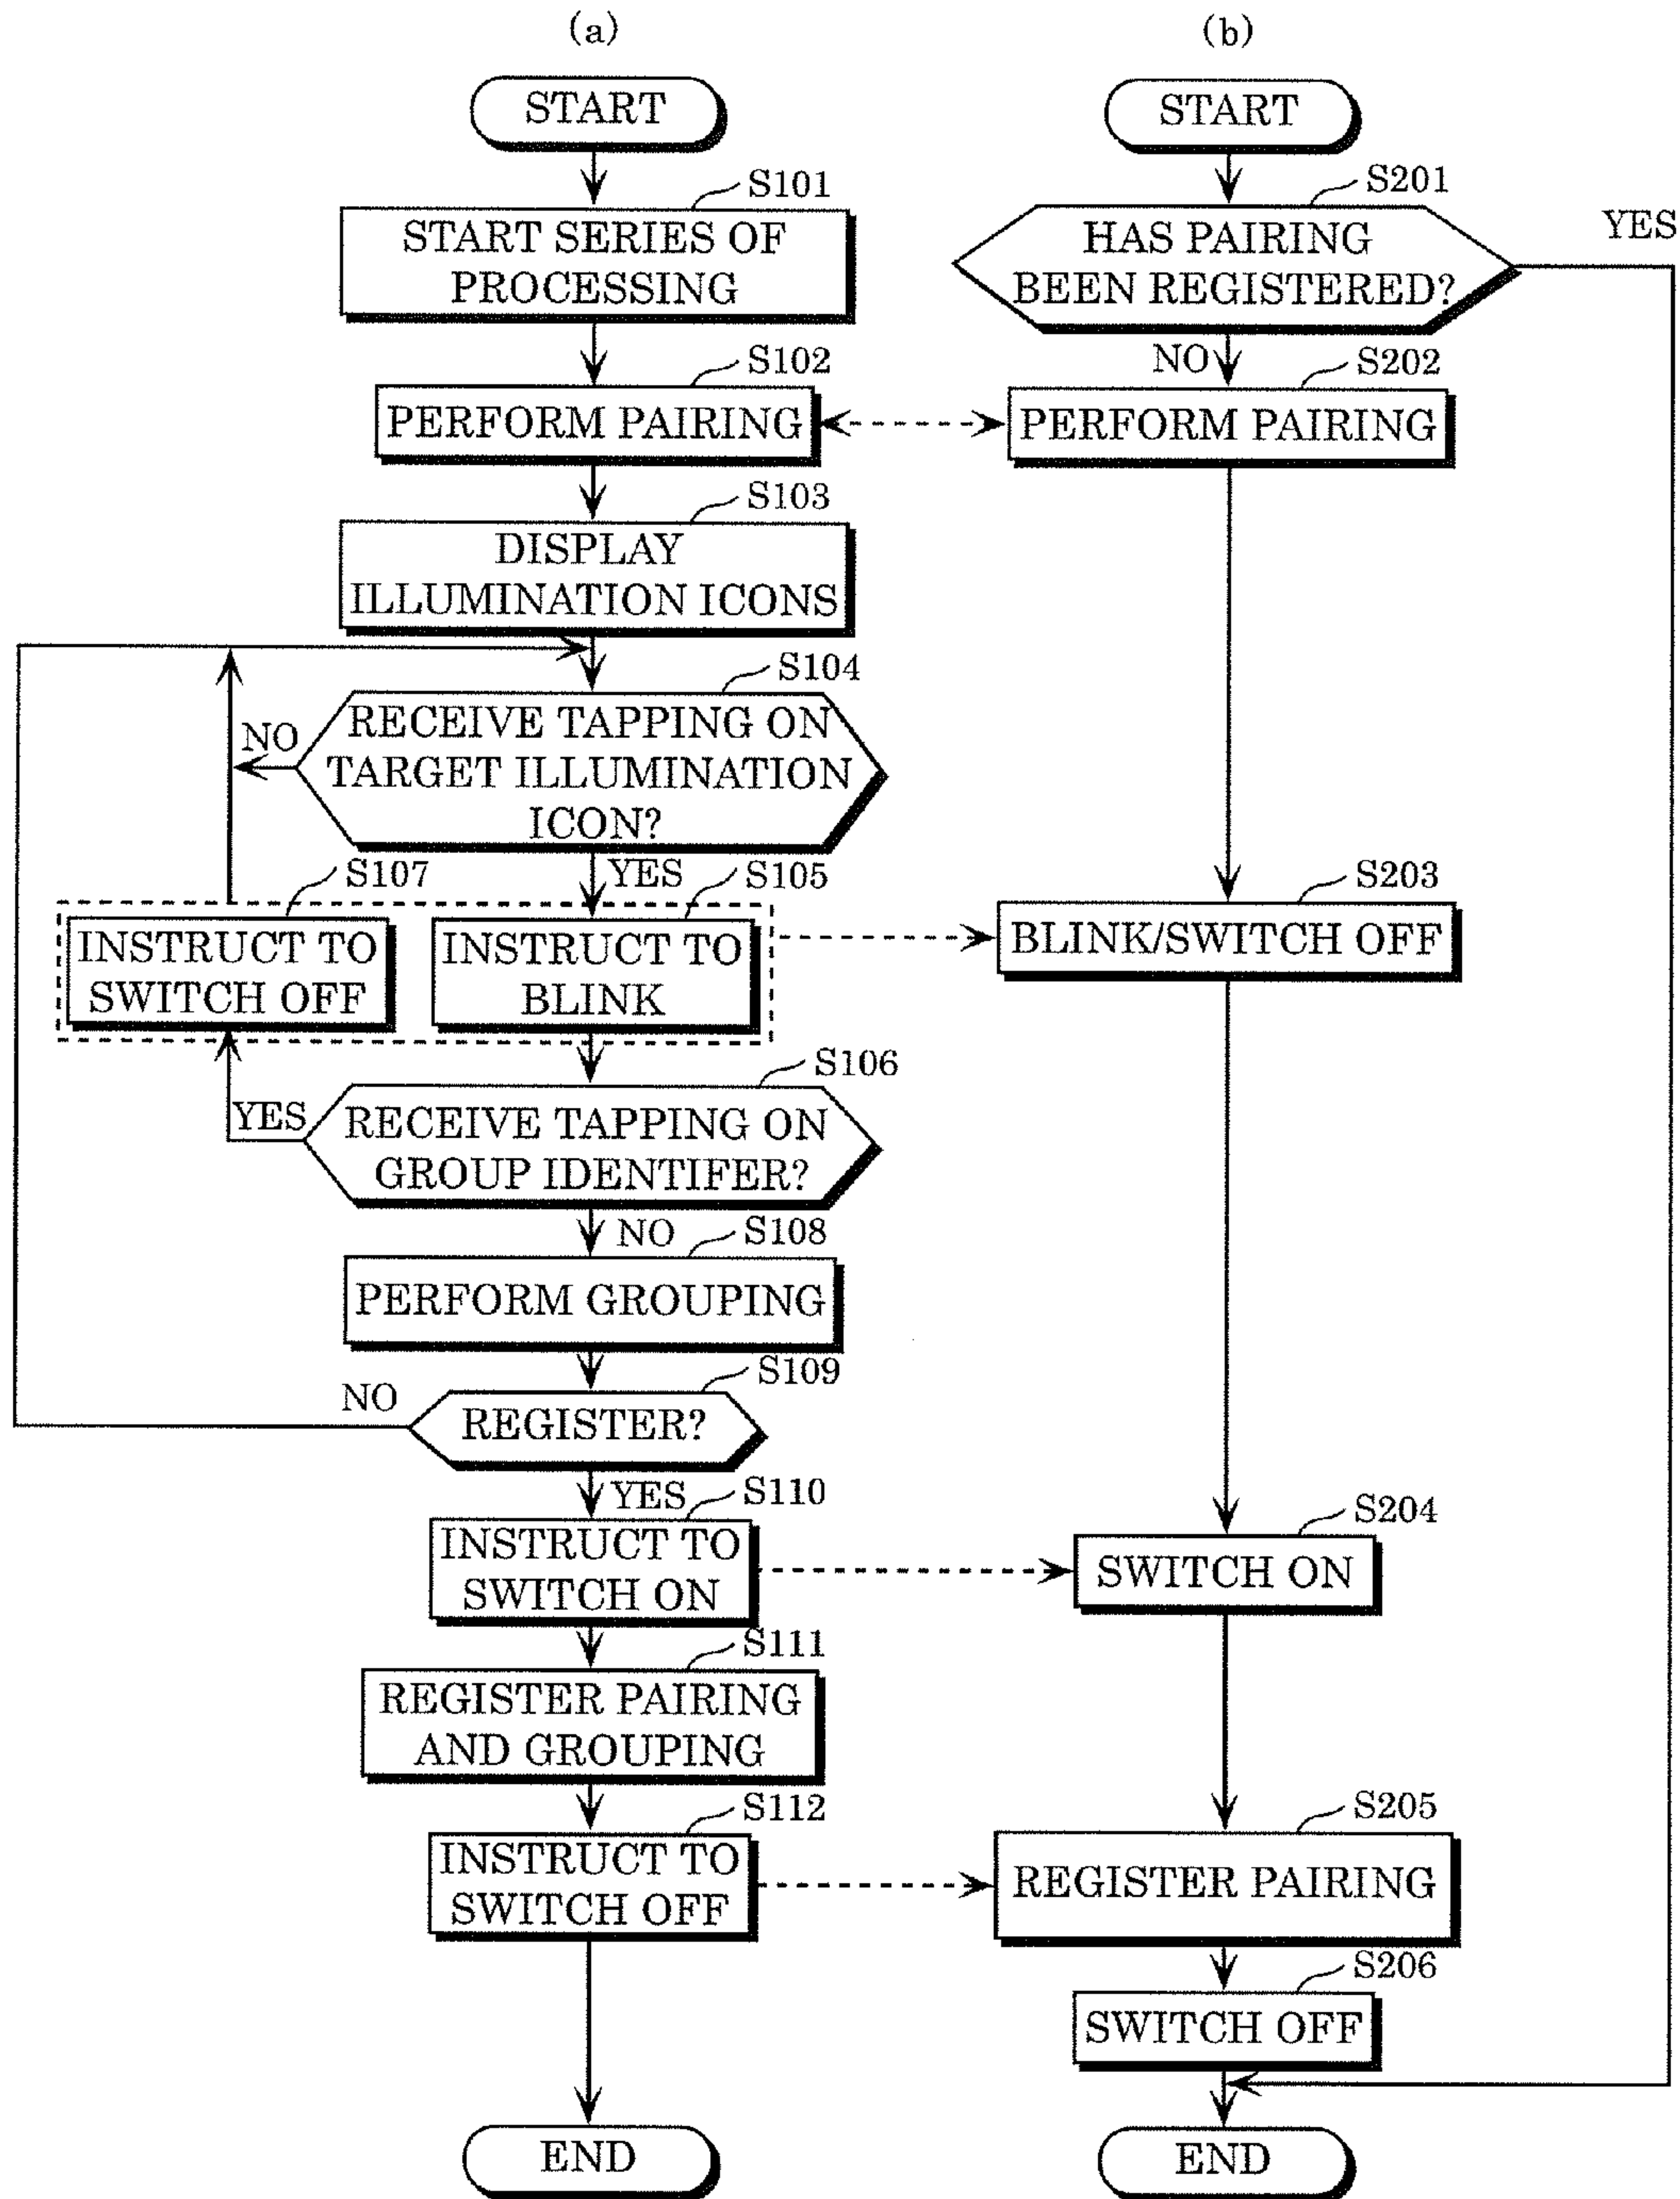 (a)
START
S101
START SERIES OF
PROCESSING
S102
PERFORM PAIRING
S103
DISPLAY
ILLUMINATION ICONS
S104
RECEIVE TAPPING ON
TARGET ILLUMINATION
ICON?
NO
YES
S107
INSTRUCT TO
SWITCH OFF
S105
INSTRUCT TO
BLINK
S106
RECEIVE TAPPING ON
GROUP IDENTIFER?
YES
NO
S108
PERFORM GROUPING
S109
REGISTER?
NO
YES
S110
INSTRUCT TO
SWITCH ON
S111
REGISTER PAIRING
AND GROUPING
S112
INSTRUCT TO
SWITCH OFF
END
(b)
START
S201
HAS PAIRING
BEEN REGISTERED?
YES
NO
S202
PERFORM PAIRING
S203
BLINK/SWITCH OFF
S204
SWITCH ON
S205
REGISTER PAIRING
S206
SWITCH OFF
END